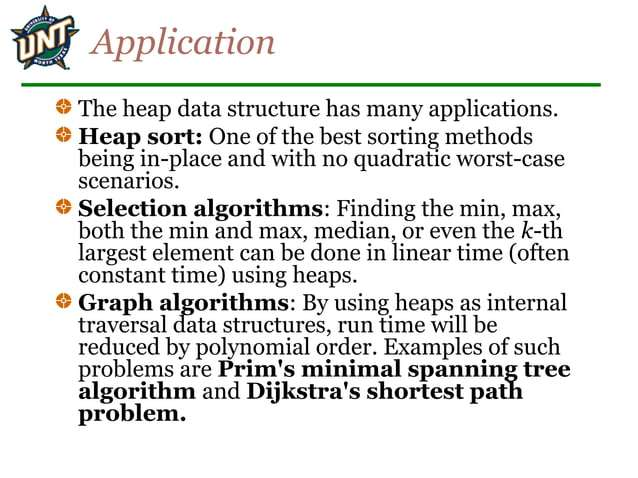 UNIVERSITY OF
UNT
NORTH TEXAS
Application
The heap data structure has many applications.
Heap sort: One of the best sorting methods
being in-place and with no quadratic worst-case
scenarios.
Selection algorithms: Finding the min, max,
both the min and max, median, or even the k-th
largest element can be done in linear time (often
constant time) using heaps.
Graph algorithms: By using heaps as internal
traversal data structures, run time will be
reduced by polynomial order. Examples of such
problems are Prim's minimal spanning tree
algorithm and Dijkstra's shortest path
problem.